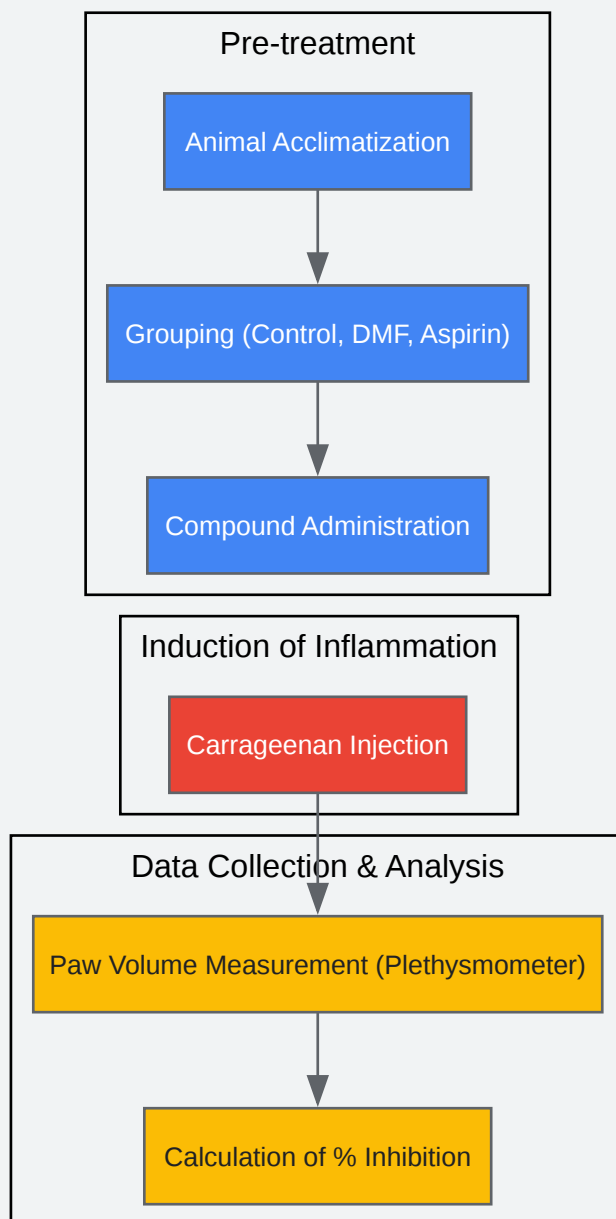 Pre-treatment
Animal Acclimatization
Grouping (Control, DMF, Aspirin)
Compound Administration
Induction of Inflammation
Carrageenan Injection
Data Collection & Analysis
Paw Volume Measurement (Plethysmometer)
Calculation of % Inhibition